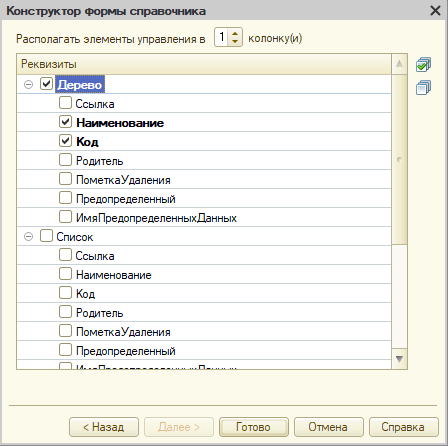 Конструктор формы справочника
Располагать элементы управления в 1 колонку(и)
Реквизиты
Дерево
Ссылка
Наименование
Код
Родитель
ПометкаУдаления
Предопределенный
ИмяПредопределенныхДанных
Список
Ссылка
Наименование
Код
Родитель
ПометкаУдаления
Предопределенный
ИмяПредопределенныхДанных
< Назад Далее > Готово Отмена Справка